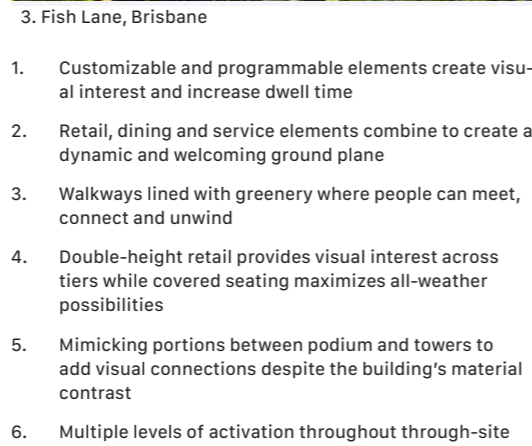 3. Fish Lane, Brisbane
1. Customizable and programmable elements create visu-
al interest and increase dwell time
2. Retail, dining and service elements combine to create a
dynamic and welcoming ground plane
3. Walkways lined with greenery where people can meet,
connect and unwind
4. Double-height retail provides visual interest across
tiers while covered seating maximizes all-weather
possibilities
5. Mimicking portions between podium and towers to
add visual connections despite the building's material
contrast
6. Multiple levels of activation throughout through-site